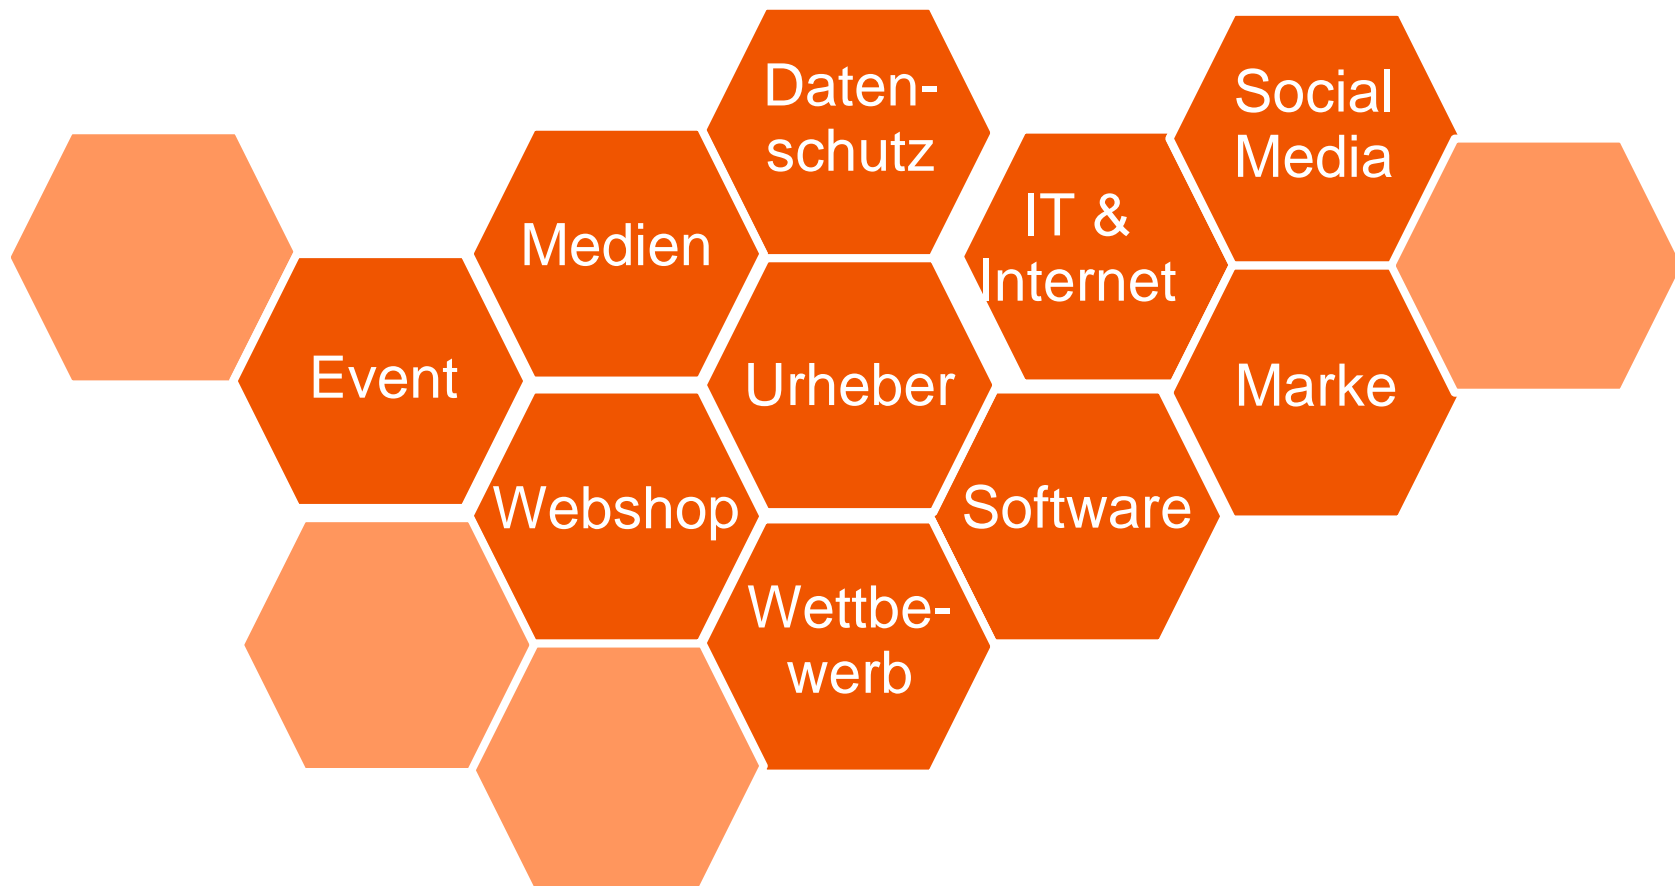 Daten-
schutz
Social
Media
Medien
IT &
Internet
Event
Urheber
Marke
Webshop
Software
Wettbe-
werb